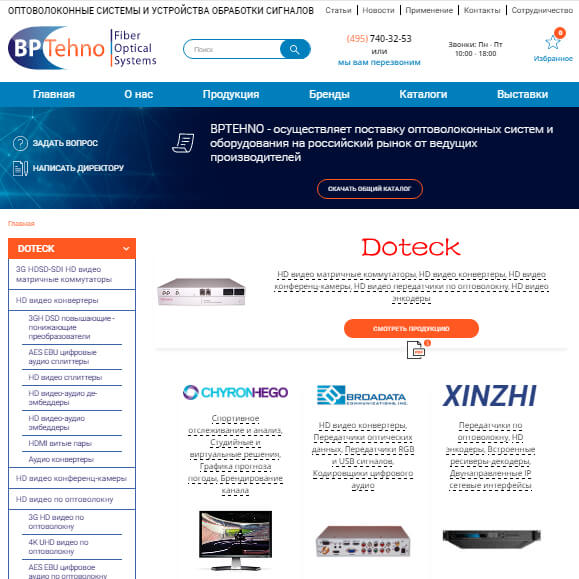 ОПТОВОЛОКОННЫЕ СИСТЕМЫ И УСТРОЙСТВА ОБРАБОТКИ СИГНАЛОВ
Статьи Новости Применение Контакты Сотрудничество
BPTehno
Fiber
Optical
Systems
Поиск
(495) 740-32-53
или
мы вам перезвоним
Звонки: Пн - Пт
10:00 - 18:00
0
Избранное
Главная О нас Продукция Бренды Каталоги Выставки
ЗАДАТЬ ВОПРОС
НАПИСАТЬ ДИРЕКТОРУ
BPTEHNO - осуществляет поставку оптоволоконных систем и
оборудования на российский рынок от ведущих
производителей
СКАЧАТЬ ОБЩИЙ КАТАЛОГ
Главная
DOTECK
3G HDSD-SDI HD видео
матричные коммутаторы
HD видео конвертеры
3GH DSD повышающие-
понижающие
преобразователи
AES EBU цифровые
аудио сплиттеры
HD видео сплиттеры
HD видео-аудио де-
эмбеддеры
HD видео-аудио
эмбеддеры
HDMI витые пары
Аудио конвертеры
HD видео конференц-камеры
HD видео по оптоволокну
3G HD видео по
оптоволокну
4K UHD видео по
оптоволокну
AES EBU цифровое
аудио по оптоволокну
Doteck
HD видео матричные коммутаторы, HD видео конвертеры, HD видео
конференц-камеры, HD видео передатчики по оптоволокну, HD видео
энкодеры
СМОТРЕТЬ ПРОДУКЦИЮ
PDF
CHYRONHEGO
Спортивное
отслеживание и анализ,
Студийные и
виртуальные решения,
Графика прогноза
погоды, Брендирование
канала
BROADATA
COMMUNICATIONS, INC.
HD видео конвертеры,
Передатчики оптических
данных, Передатчики RGB
и USB сигналов,
Кодировщики цифрового
аудио
XINZHI
Передатчики по
оптоволокну, HD
энкодеры, Встроенные
ресиверы-декодеры,
Двунаправленные IP
сетевые интерфейсы